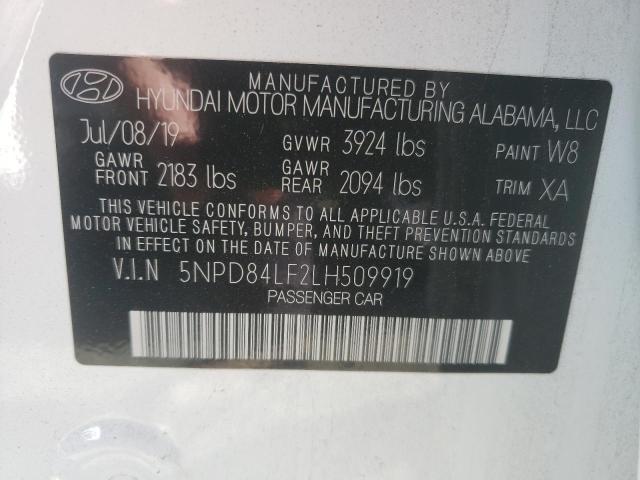 MANUFACTURED BY
HYUNDAI MOTOR MANUFACTURING ALABAMA, LLC
Jul/08/19 GVWR 3924 lbs PAINT W8
GAWR FRONT 2183 lbs GAWR REAR 2094 lbs TRIM XA
THIS VEHICLE CONFORMS TO ALL APPLICABLE U.S.A. FEDERAL
MOTOR VEHICLE SAFETY, BUMPER, AND THEFT PREVENTION STANDARDS
IN EFFECT ON THE DATE OF MANUFACTURE SHOWN ABOVE.
V.I.N 5NPD84LF2LH509919
PASSENGER CAR